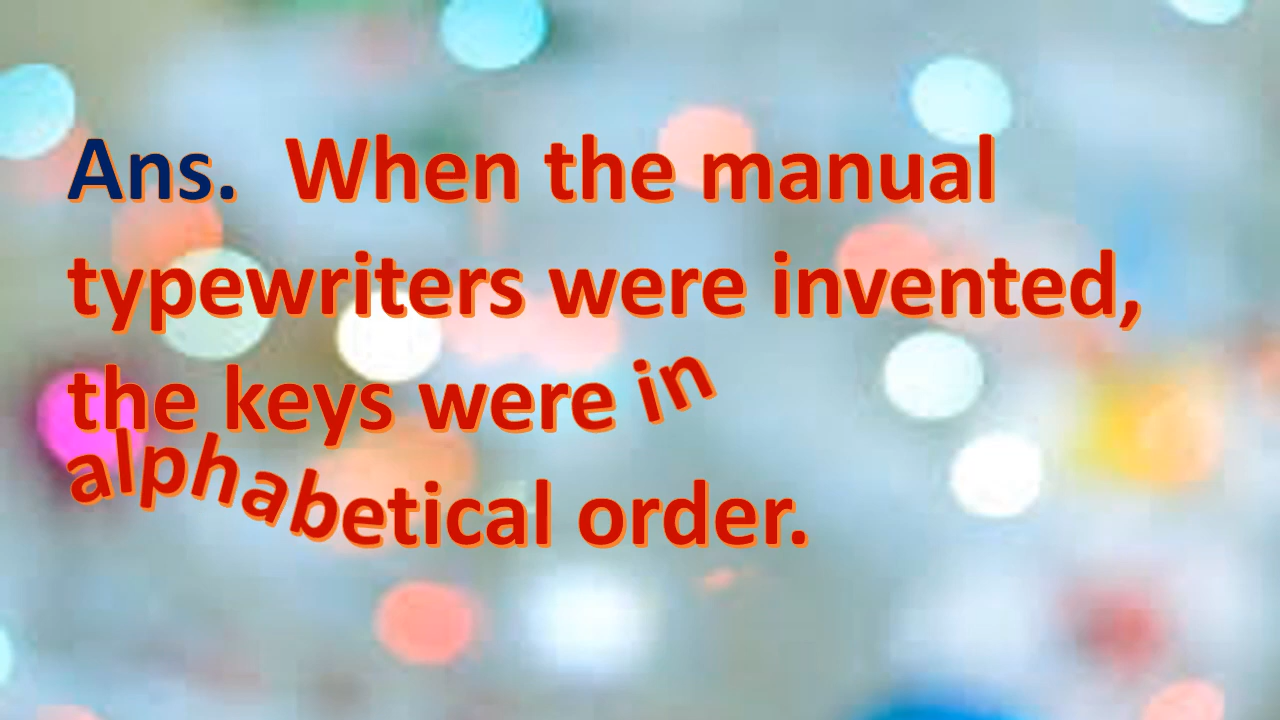 Ans. When the manual
typewriters were invented,
the keys were in
alphabetical order.